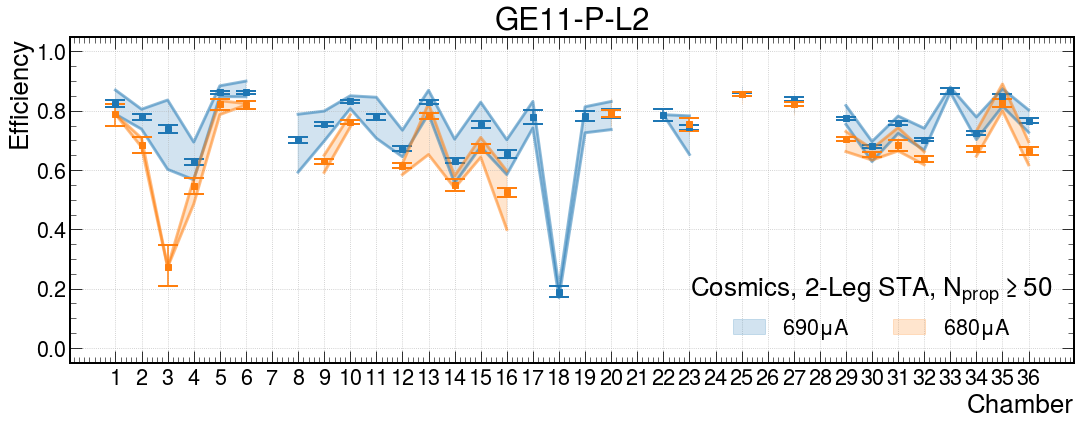 GE11-P-L2
Efficiency
1.0
0.8
0.6
0.4
0.2
0.0
Cosmics, 2-Leg STA, Nprop ≥ 50
690µA 680µA
1 2 3 4 5 6 7 8 9 10 11 12 13 14 15 16 17 18 19 20 21 22 23 24 25 26 27 28 29 30 31 32 33 34 35 36
Chamber